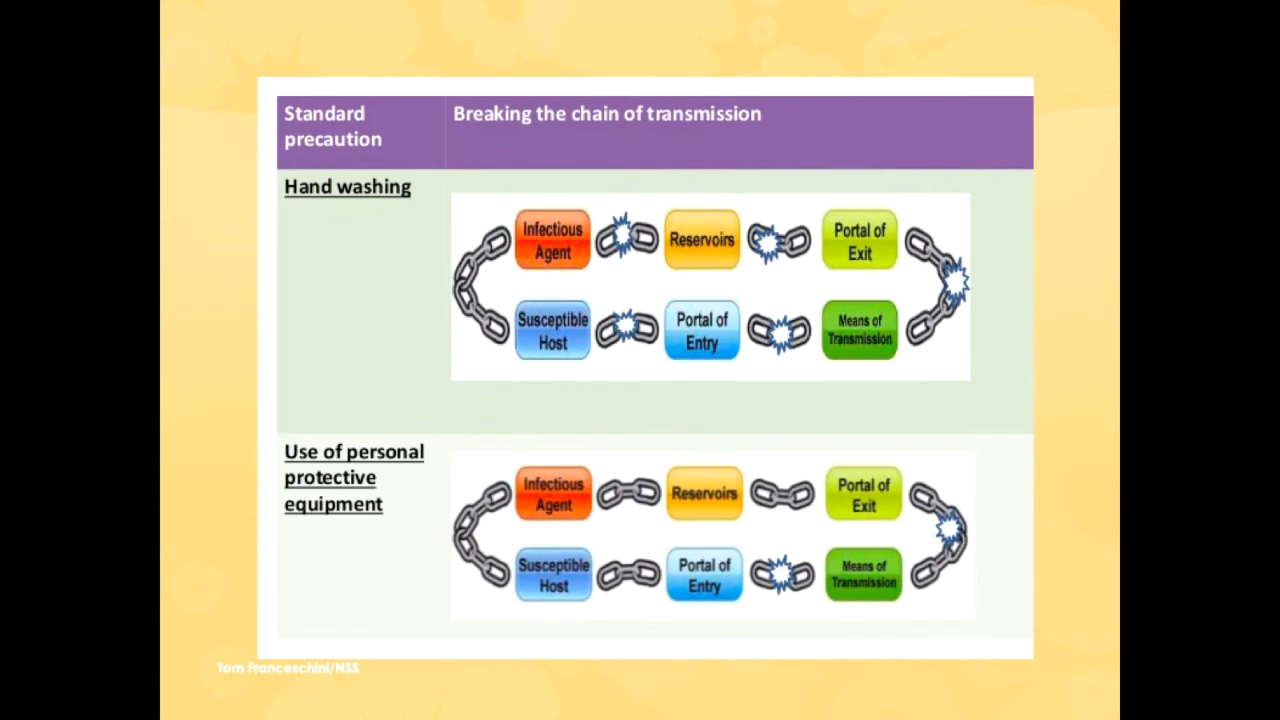 Standard
precaution
Breaking the chain of transmission
Hand washing
Infectious
Agent
Reservoirs
Portal of
Exit
Susceptible
Host
Portal of
Entry
Means of
Transmission
Use of personal
protective
equipment
Infectious
Agent
Reservoirs
Portal of
Exit
Susceptible
Host
Portal of
Entry
Means of
Transmission
Tom Franceschini/NSS